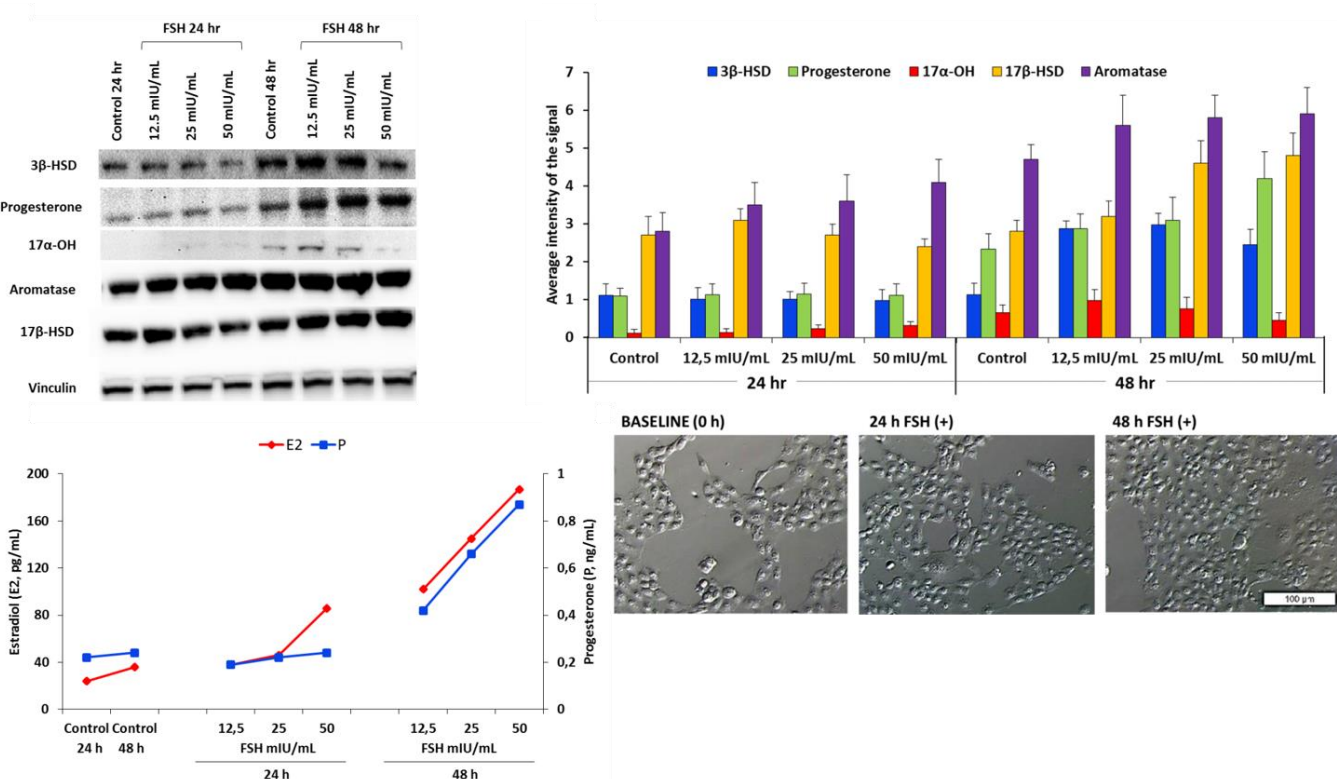 FSH 24 hr
FSH 48 hr
Control 24 hr
12.5 mIU/mL
25 mIU/mL
50 mIU/mL
Control 48 hr
12.5 mIU/mL
25 mIU/mL
50 mIU/mL
3β-HSD
Progesterone
17α-OH
Aromatase
17β-HSD
Vinculin
3β-HSD Progesterone 17α-OH 17β-HSD Aromatase
Average intensity of the signal
7
6
5
4
3
2
1
0
Control 12,5 mIU/mL 25 mIU/mL 50 mIU/mL Control 12,5 mIU/mL 25 mIU/mL 50 mIU/mL
24 hr 48 hr
E2 P
Estradiol (E2, pg/mL)
200
160
120
80
40
0
Progesterone (P, ng/mL)
1
0,8
0,6
0,4
0,2
0
Control Control 12,5 25 50 12,5 25 50
24 h 48 h FSH mIU/mL FSH mIU/mL
24 h 48 h
BASELINE (0 h) 24 h FSH (+) 48 h FSH (+)
100 µm